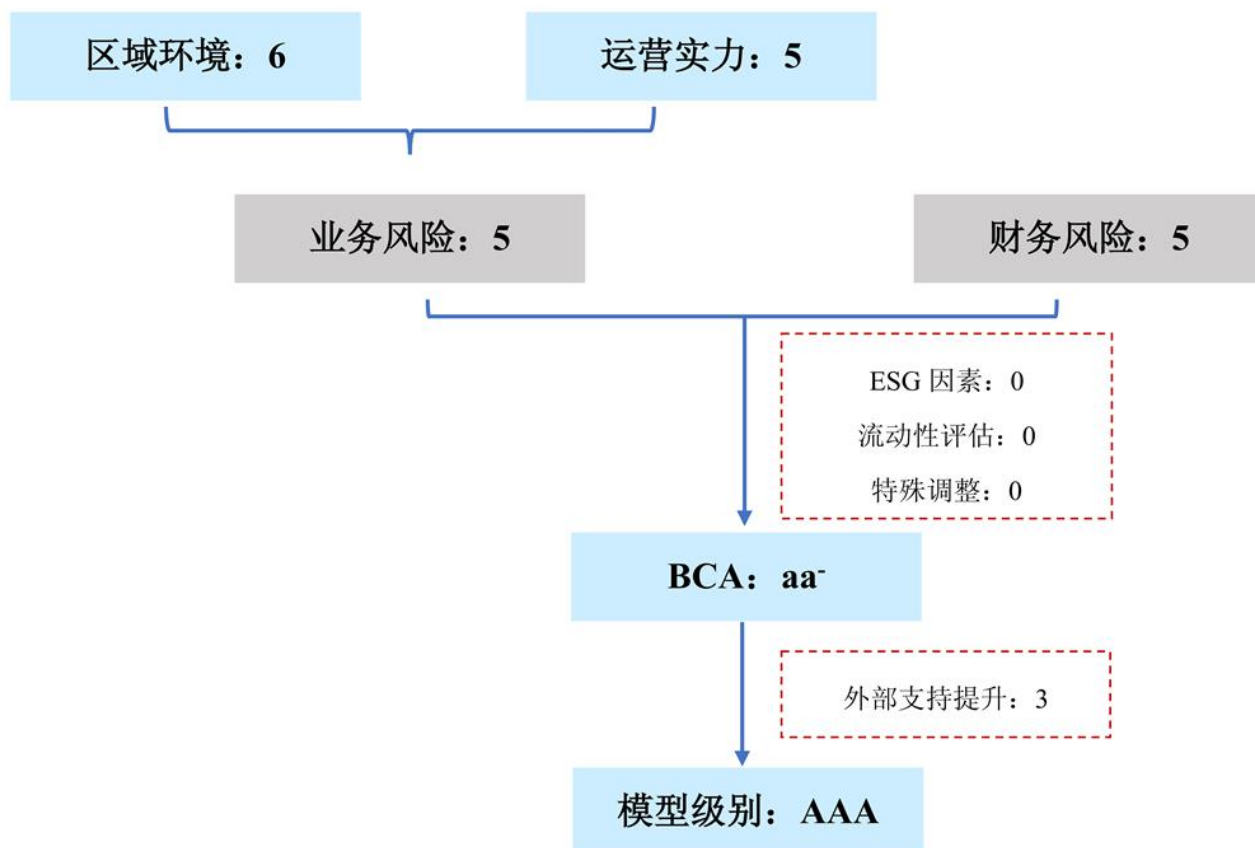 区域环境：6
运营实力：5
业务风险：5
财务风险：5
ESG 因素：0
流动性评估：0
特殊调整：0
BCA：aa-
外部支持提升：3
模型级别：AAA